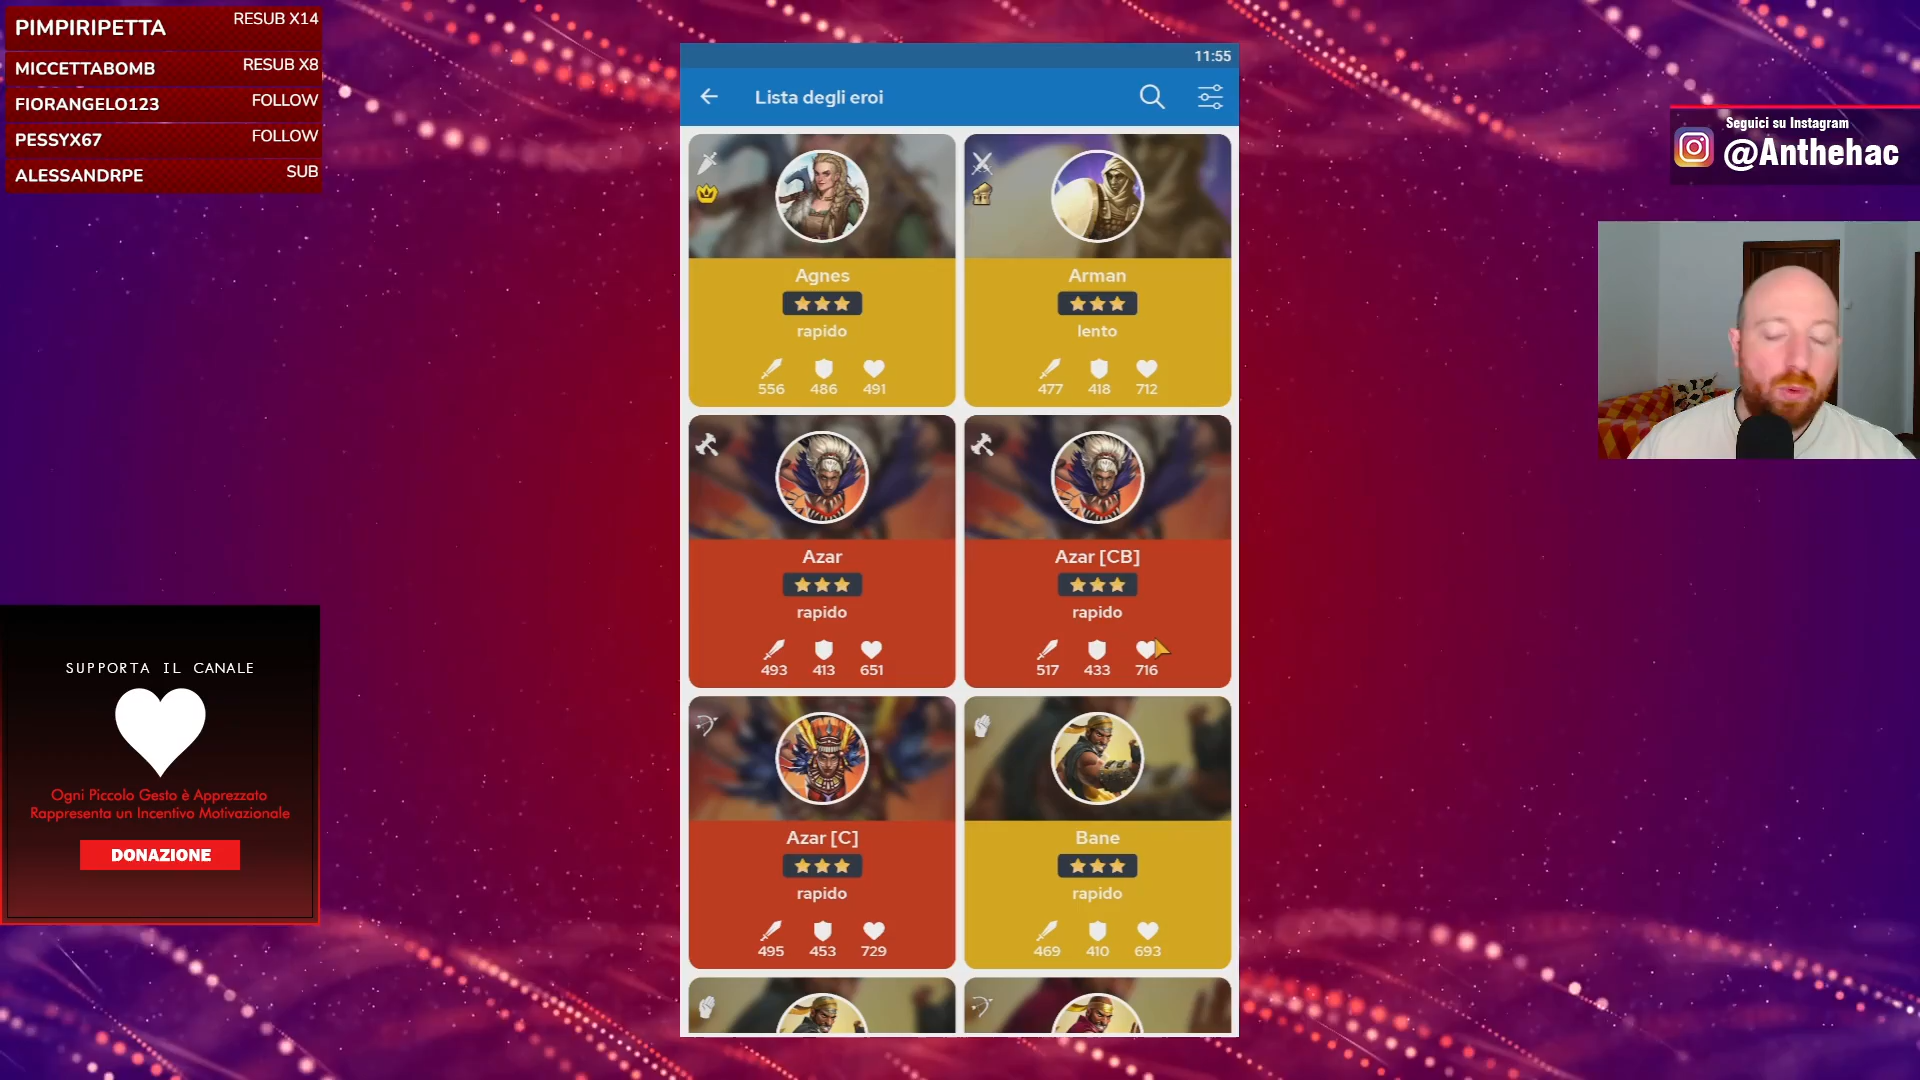 PIMPIRIPETTA RESUB X14
MICCETTABOMB RESUB X8
FIORANGELO123 FOLLOW
PESSYX67 FOLLOW
ALESSANDRPE SUB
SUPPORTA IL CANALE
Ogni Piccolo Gesto è Apprezzato
Rappresenta un Incentivo Motivazionale
DONAZIONE
11:55
Lista degli eroi
Agnes
rapido
556 486 491
Arman
lento
477 418 712
Azar
rapido
493 413 651
Azar [CB]
rapido
517 433 716
Azar [C]
rapido
495 453 729
Bane
rapido
469 410 693
Seguici su Instagram
@Anthehac